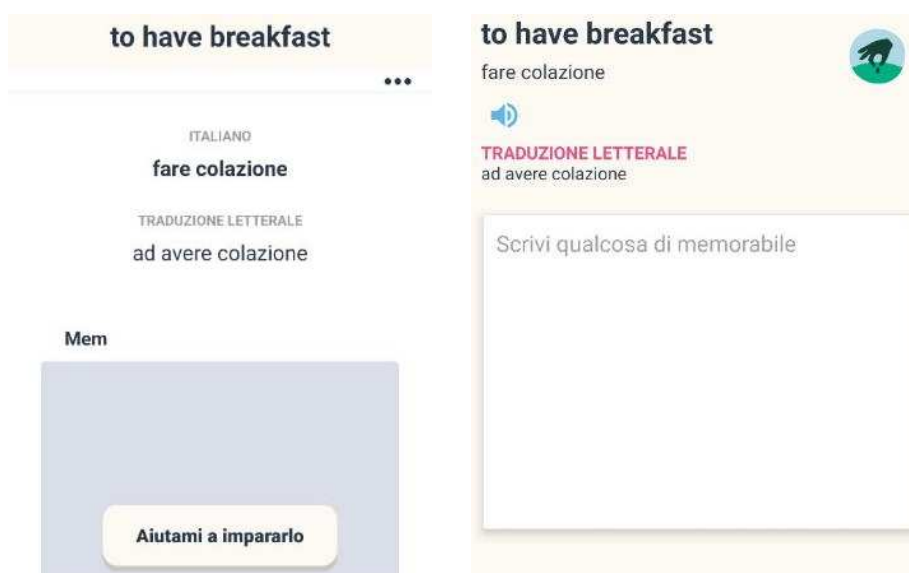 to have breakfast
•••
ITALIANO
fare colazione
TRADUZIONE LETTERALE
ad avere colazione
Mem
Aiutami a impararlo
to have breakfast
fare colazione
TRADUZIONE LETTERALE
ad avere colazione
Scrivi qualcosa di memorabile